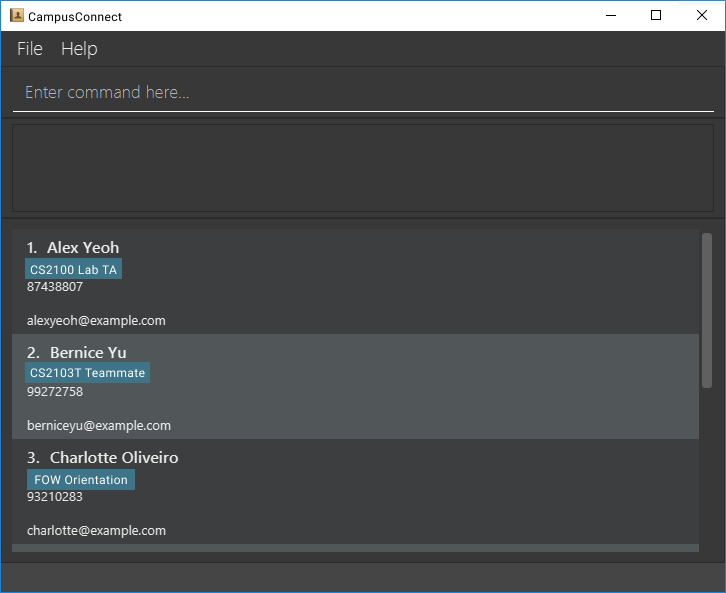 CampusConnect
File Help
Enter command here...
1. Alex Yeoh
CS2100 Lab TA
87438807
alexyeoh@example.com
2. Bernice Yu
CS2103T Teammate
99272758
berniceyu@example.com
3. Charlotte Oliveiro
FOW Orientation
93210283
charlotte@example.com